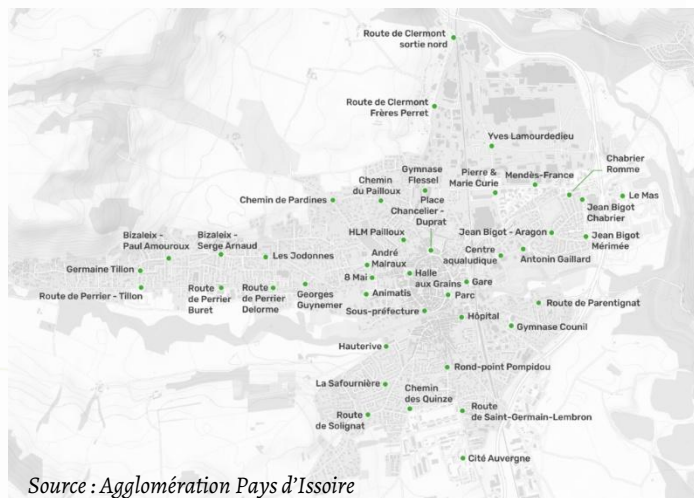 Route de Clermont
sortie nord
Route de Clermont
Frères Perret
Yves Lamourdedieu
Chabrier
Romme
Gymnase
Flessel
Pierre &
Marie Curie
Mendès-France
Chemin
du Pailloux
Le Mas
Chemin de Pardines
Place
Chancelier -
Duprat
Jean Bigot
Chabrier
Bizaleix -
Paul Amouroux
Bizaleix -
Serge Arnaud
HLM Pailloux
Jean Bigot - Aragon
Jean Bigot
Mérimée
Les Jodonnes
André
Malraux
Centre
aqualudique
Antonin Gaillard
Germaine Tillon
8 Mai
Halle
aux Grains
Gare
Route de Perrier - Tillon
Route
de Perrier
Buret
Route
de Perrier
Delorme
Georges
Guynemer
Animatis
Parc
Route de Parentignat
Sous-préfecture
Hôpital
Gymnase Counil
Hauterive
Rond-point Pompidou
La Safournière
Chemin
des Quinze
Route
de Solignat
Route
de Saint-Germain-Lembron
Cité Auvergne
Source : Agglomération Pays d'Issoire